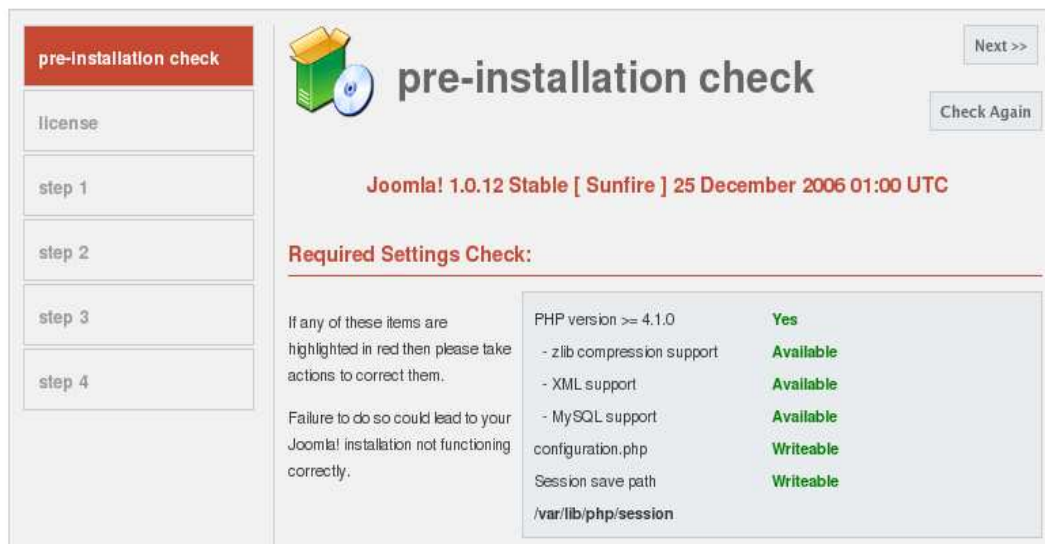 pre-installation check
license
step 1
step 2
step 3
step 4
pre-installation check
Next >>
Check Again
Joomla! 1.0.12 Stable [ Sunfire ] 25 December 2006 01:00 UTC
Required Settings Check:
If any of these items are
highlighted in red then please take
actions to correct them.
Failure to do so could lead to your
Joomla! installation not functioning
correctly.
PHP version >= 4.1.0 Yes
- zlib compression support Available
- XML support Available
- MySQL support Available
configuration.php Writeable
Session save path Writeable
/var/lib/php/session